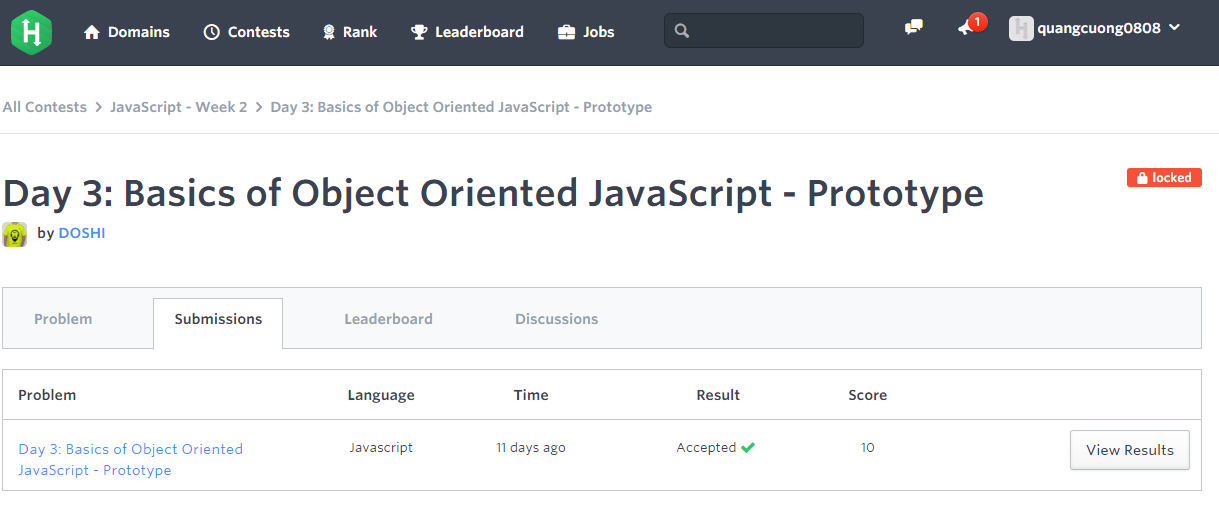 H Domains Contests Rank Leaderboard Jobs 1 quangcuong0808
All Contests > JavaScript - Week 2 > Day 3: Basics of Object Oriented JavaScript - Prototype
Day 3: Basics of Object Oriented JavaScript - Prototype locked
by DOSHI
Problem Submissions Leaderboard Discussions
Problem Language Time Result Score
Day 3: Basics of Object Oriented Javascript 11 days ago Accepted 10 View Results
JavaScript - Prototype